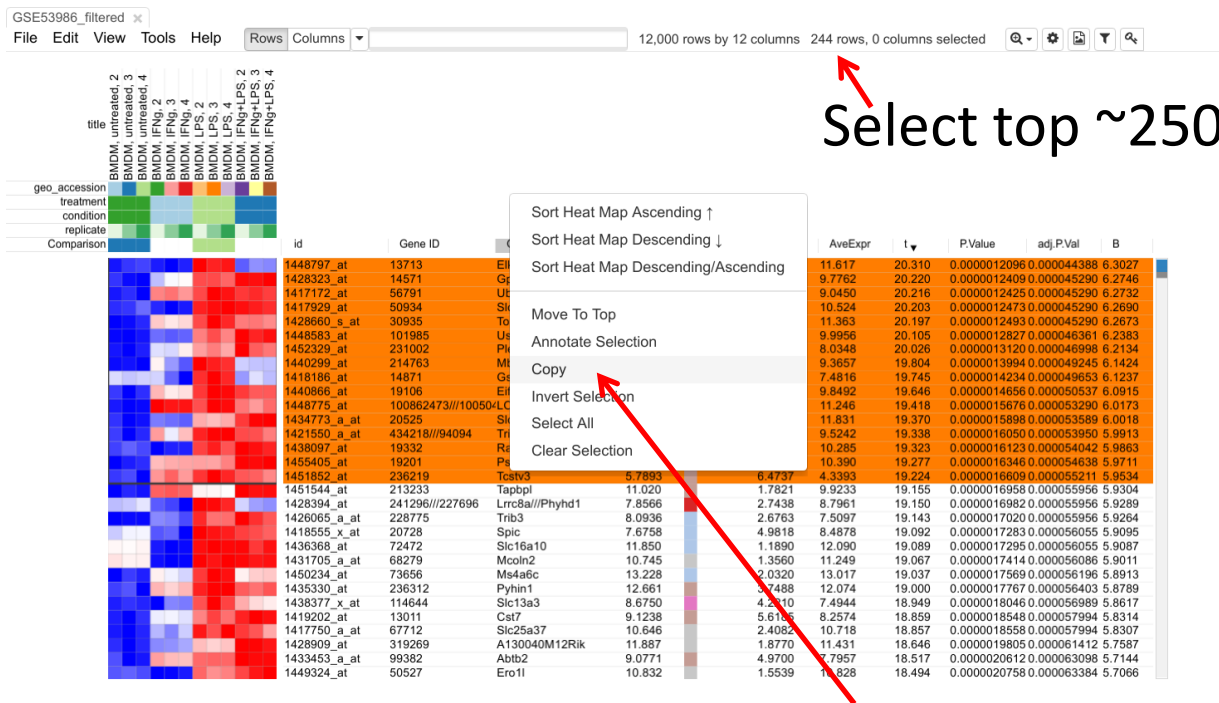 GSE53986_filtered ×
File Edit View Tools Help Rows Columns 12,000 rows by 12 columns 244 rows, 0 columns selected
Select top ~250
title BMDM, untreated, 2 BMDM, untreated, 3 BMDM, untreated, 4 BMDM, IFNg, 2 BMDM, IFNg, 3 BMDM, IFNg, 4 BMDM, LPS, 2 BMDM, LPS, 3 BMDM, LPS, 4 BMDM, IFNg+LPS, 2 BMDM, IFNg+LPS, 3 BMDM, IFNg+LPS, 4
geo_accession
treatment
condition
replicate
Comparison
Sort Heat Map Ascending ↑
Sort Heat Map Descending ↓
Sort Heat Map Descending/Ascending
Move To Top
Annotate Selection
Copy
Invert Selection
Select All
Clear Selection
id Gene ID AveExpr t P.Value adj.P.Val B
1448797_at 13713 11.617 20.310 0.0000012096 0.000044388 6.3027
1428323_at 14571 9.7762 20.220 0.0000012409 0.000045290 6.2746
1417172_at 56791 9.0450 20.216 0.0000012425 0.000045290 6.2732
1417929_at 50934 10.524 20.203 0.0000012473 0.000045290 6.2690
1428660_s_at 30935 11.363 20.197 0.0000012493 0.000045290 6.2673
1448583_at 101985 9.9956 20.105 0.0000012827 0.000046361 6.2383
1452329_at 231002 8.0348 20.026 0.0000013120 0.000046998 6.2134
1440299_at 214763 9.3657 19.804 0.0000013994 0.000049245 6.1424
1418186_at 14871 7.4816 19.745 0.0000014234 0.000049653 6.1237
1440866_at 19106 9.8492 19.646 0.0000014656 0.000050537 6.0915
1448775_at 100862473///10050 11.246 19.418 0.0000015676 0.000053290 6.0173
1434773_a_at 20525 11.831 19.370 0.0000015898 0.000053589 6.0018
1421550_a_at 434218///94094 9.5242 19.338 0.0000016050 0.000053950 5.9913
1438097_at 19332 10.285 19.323 0.0000016123 0.000054042 5.9863
1455405_at 19201 10.390 19.277 0.0000016346 0.000054638 5.9711
1451852_at 236219 Tcstv3 5.7893 6.4737 4.3393 19.224 0.0000016609 0.000055211 5.9534
1451544_at 213233 Tapbpl 11.020 1.7821 9.9233 19.155 0.0000016958 0.000055956 5.9304
1428394_at 241296///227696 Lrrc8a///Phyhd1 7.8566 2.7438 8.7961 19.150 0.0000016982 0.000055956 5.9289
1426065_a_at 228775 Trib3 8.0936 2.6763 7.5097 19.143 0.0000017020 0.000055956 5.9264
1418555_x_at 20728 Spic 7.6758 4.9818 8.4878 19.092 0.0000017283 0.000056055 5.9095
1436368_at 72472 Slc16a10 11.850 1.1890 12.090 19.089 0.0000017295 0.000056055 5.9087
1431705_a_at 68279 Mcoln2 10.745 1.3560 11.249 19.067 0.0000017414 0.000056086 5.9011
1450234_at 73656 Ms4a6c 13.228 2.0320 13.017 19.037 0.0000017569 0.000056196 5.8913
1435330_at 236312 Pyhin1 12.661 12.074 19.000 0.0000017767 0.000056403 5.8789
1438377_x_at 114644 Slc13a3 8.6750 7.4944 18.949 0.0000018046 0.000056989 5.8617
1419202_at 13011 Cst7 9.1238 8.2574 18.859 0.0000018548 0.000057994 5.8314
1417750_a_at 67712 Slc25a37 10.646 2.4082 10.718 18.857 0.0000018558 0.000057994 5.8307
1428909_at 319269 A130040M12Rik 11.887 1.8770 11.431 18.646 0.0000019805 0.000061412 5.7587
1433453_a_at 99382 Abtb2 9.0771 4.9700 18.517 0.0000020612 0.000063098 5.7144
1449324_at 50527 Ero1l 10.832 1.5539 18.494 0.0000020758 0.000063384 5.7066